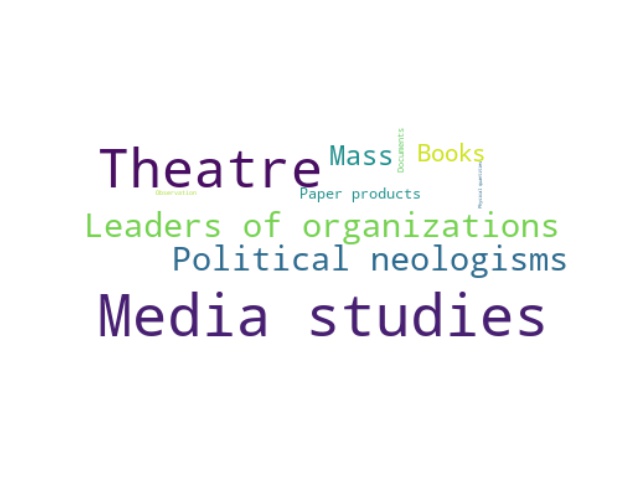 Theatre
Mass
Documents
Books
Physical quantities
Observation
Paper products
Leaders of organizations
Political neologisms
Media studies